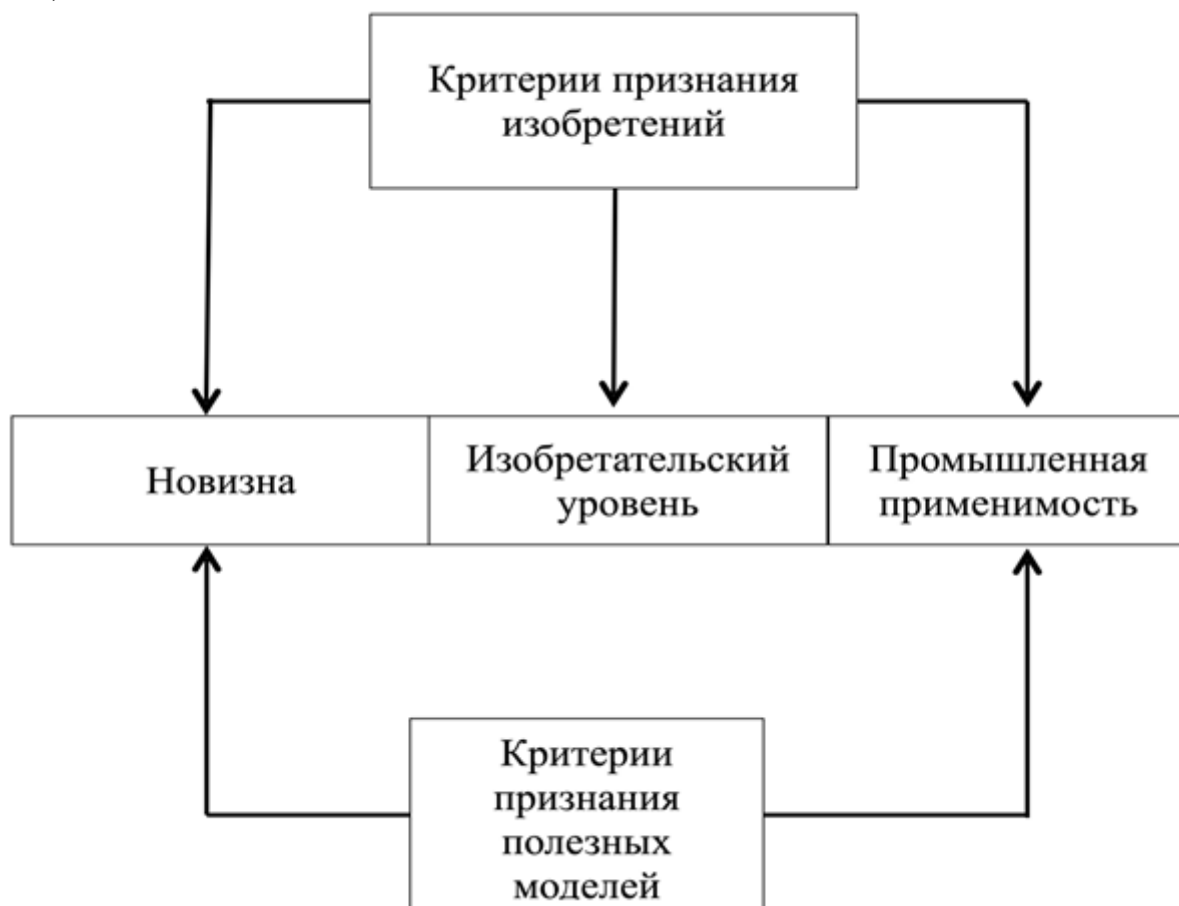 Критерии признания
изобретений
Новизна
Изобретательский
уровень
Промышленная
применимость
Критерии
признания
полезных
моделей